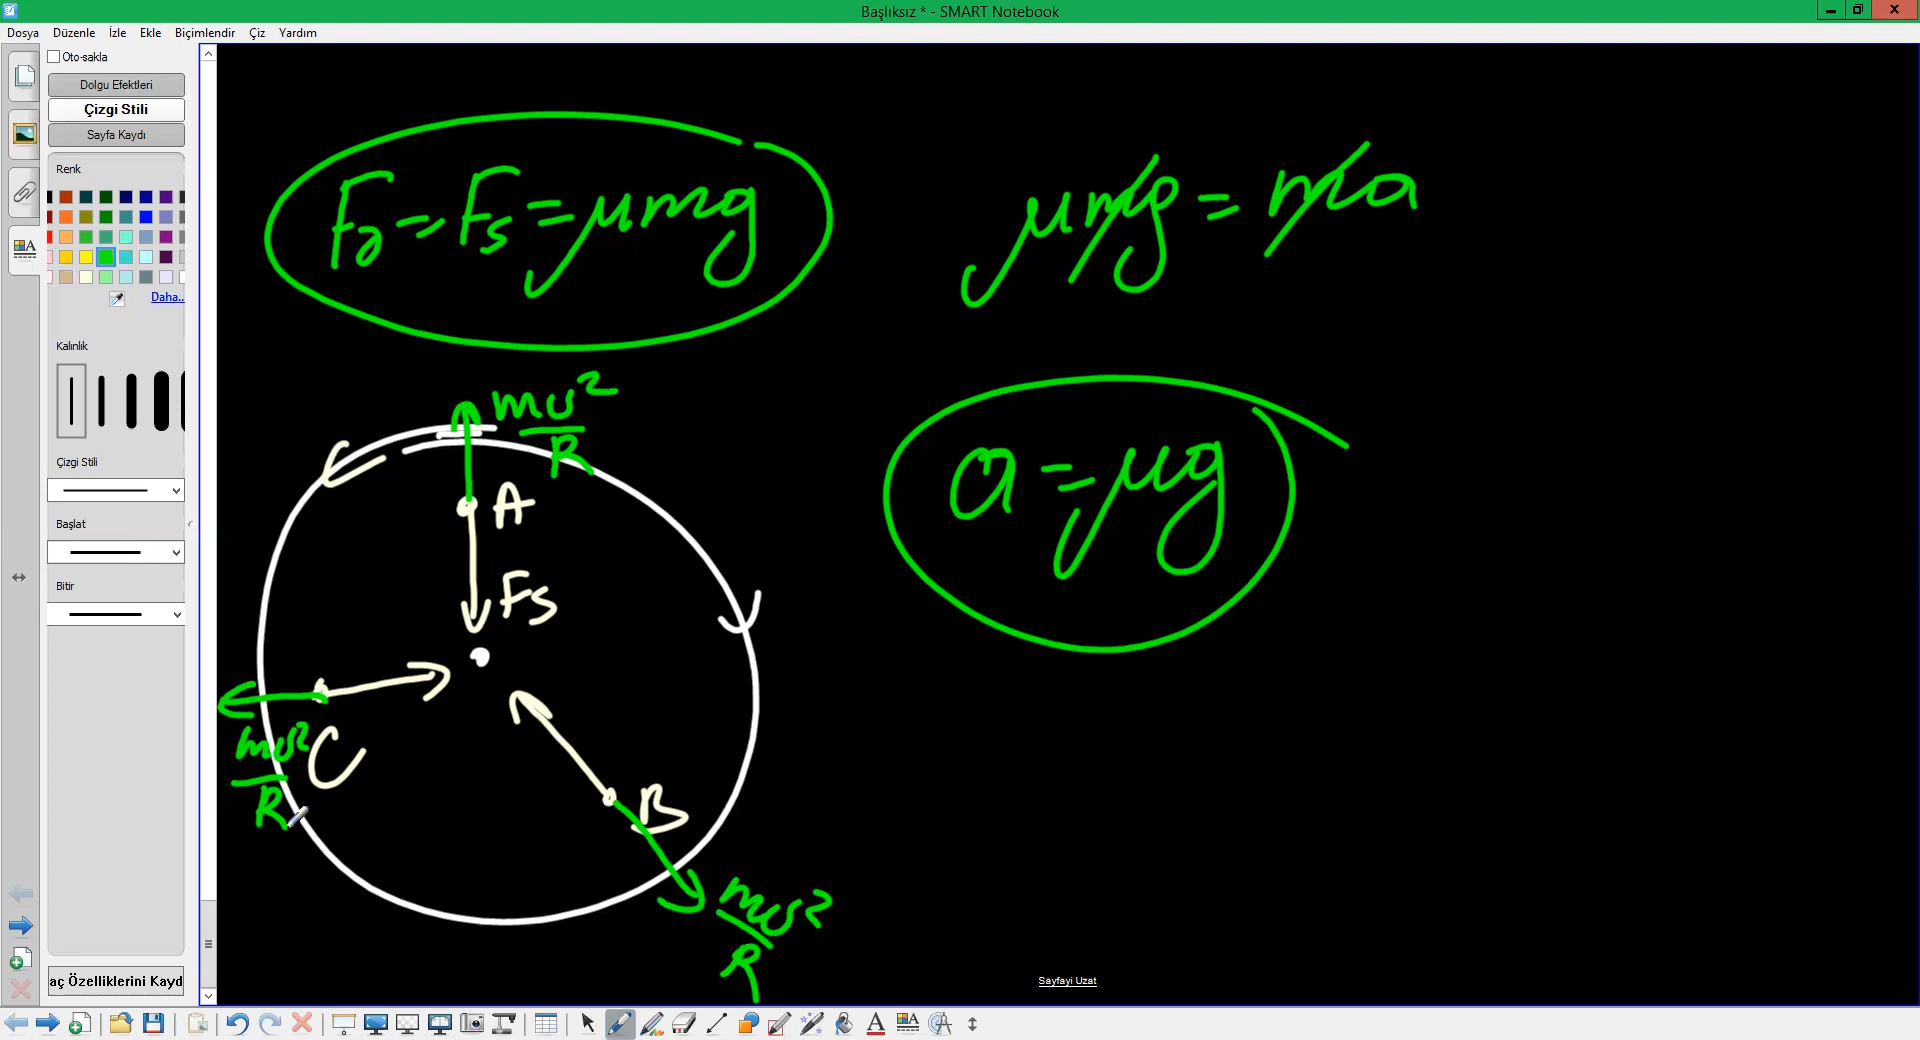 Başlıksız * - SMART Notebook
Dosya Düzenle İzle Ekle Biçimlendir Çiz Yardım
Oto-sakla
Dolgu Efektleri
Çizgi Stili
Sayfa Kaydı
Renk
Daha..
Kalınlık
Çizgi Stili
Başlat
Bitir
aç Özelliklerini Kayd
F∂ = Fs = μmg
μmg = ma
a = μg
mv²
R
A
Fs
C
mv²
R
B
mv²
R
Sayfayi Uzat